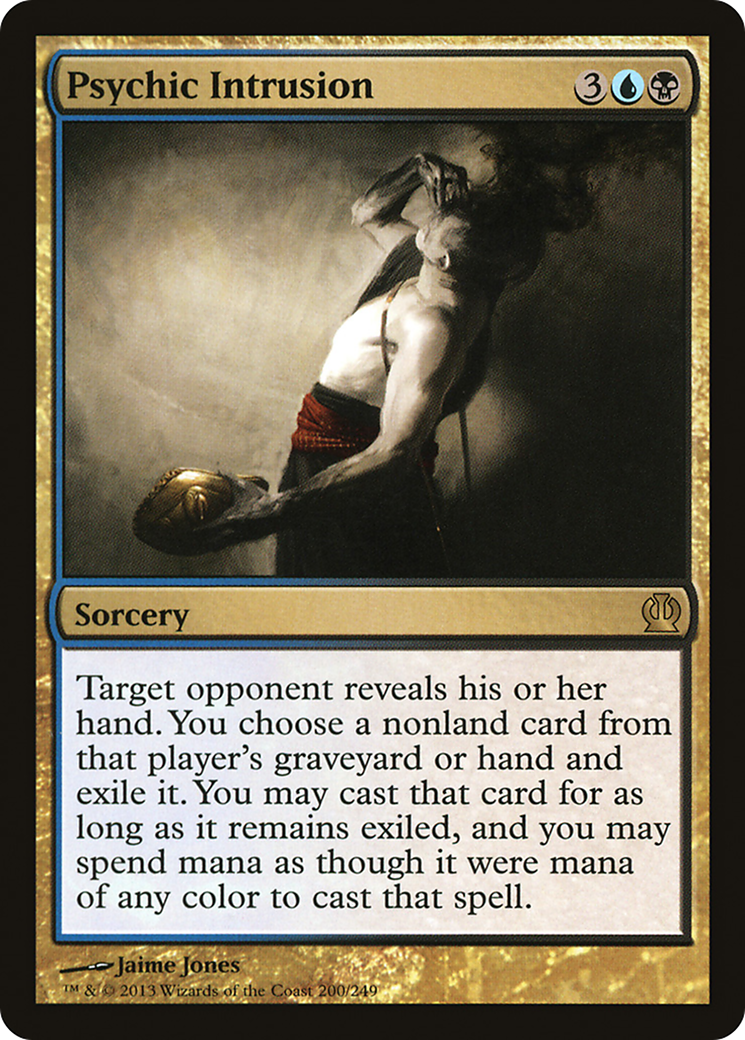 Psychic Intrusion 3
Sorcery
Target opponent reveals his or her
hand. You choose a nonland card from
that player's graveyard or hand and
exile it. You may cast that card for as
long as it remains exiled, and you may
spend mana as though it were mana
of any color to cast that spell.
Jaime Jones
™ & © 2013 Wizards of the Coast 200/249